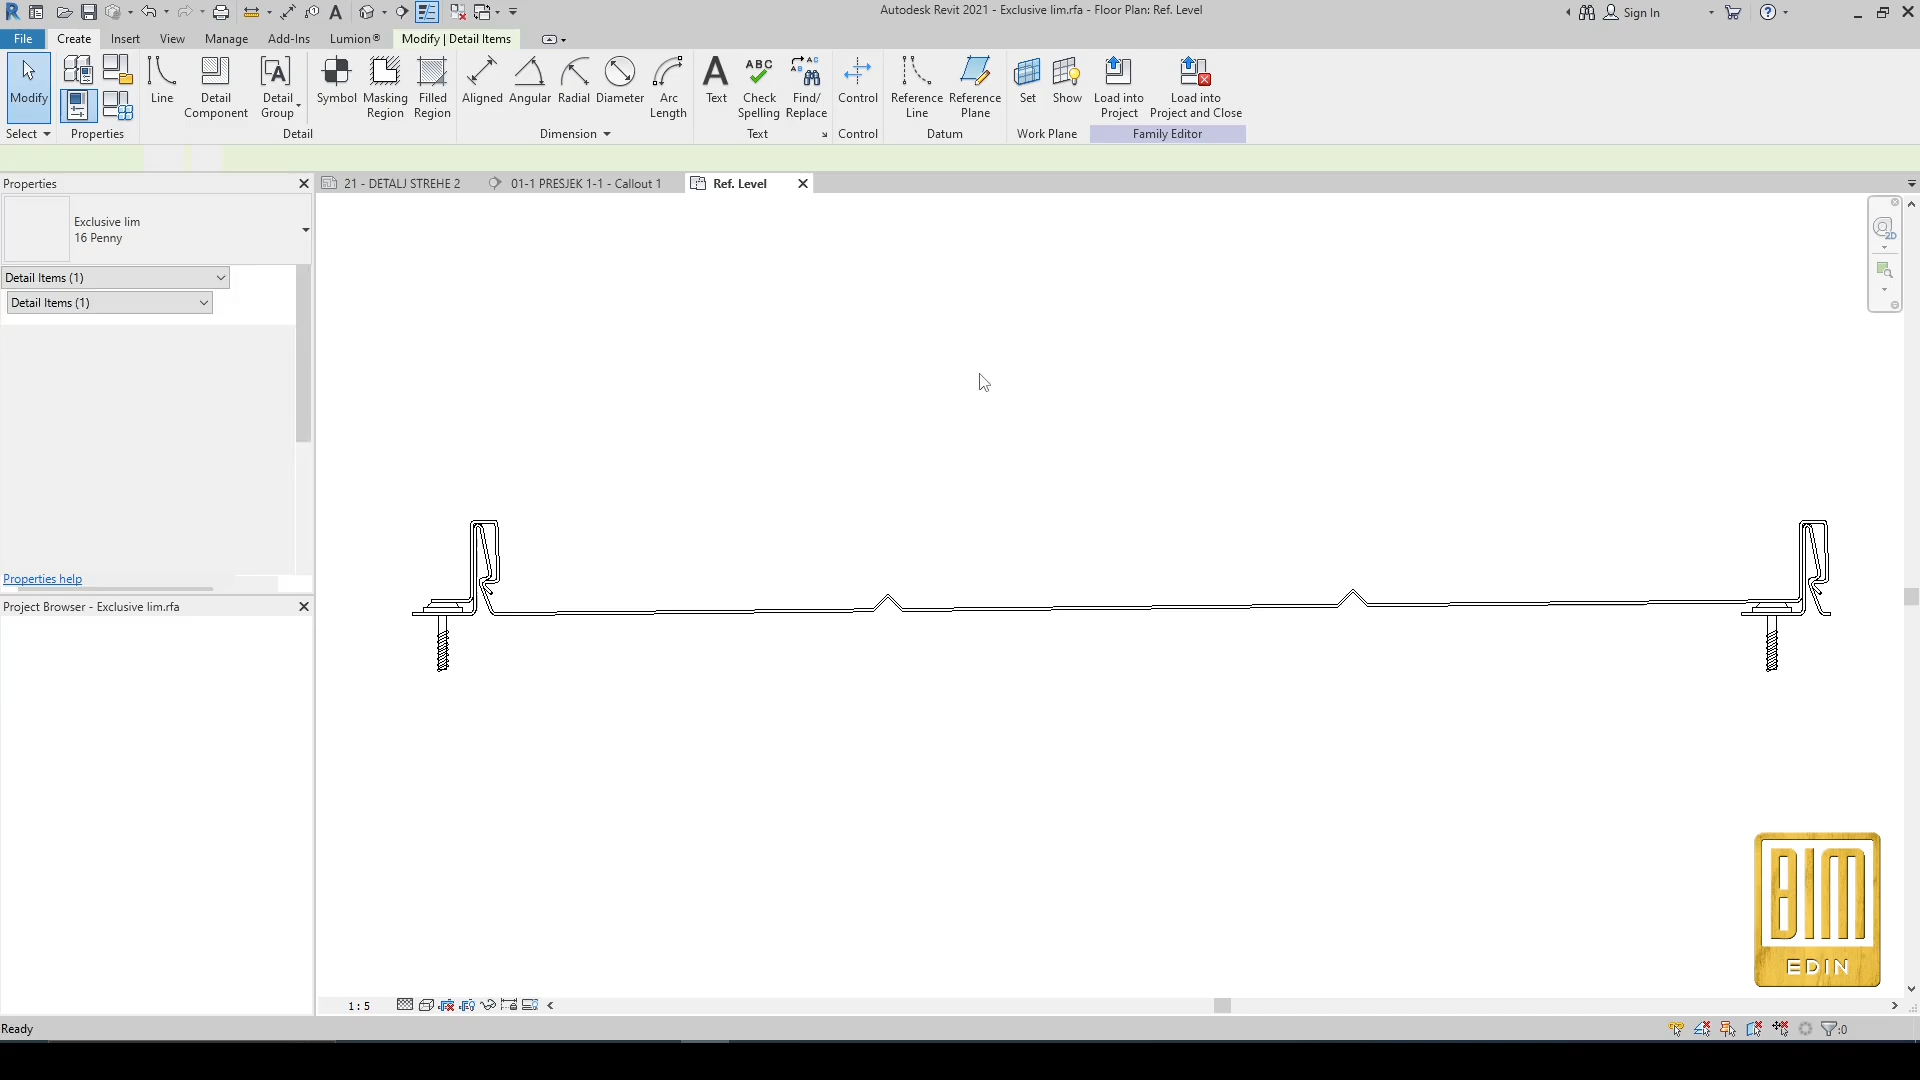 Autodesk Revit 2021 - Exclusive lim.rfa - Floor Plan: Ref. Level
Sign In
File
Create
Insert
View
Manage
Add-Ins
Lumion®
Modify | Detail Items
Modify
Line
Detail
Component
Detail
Group
Symbol
Masking
Region
Filled
Region
Aligned
Angular
Radial
Diameter
Arc
Length
Text
ABC
Check
Spelling
Find/
Replace
Control
Reference
Line
Reference
Plane
Set
Show
Load into
Project
Load into
Project and Close
Select
Properties
Detail
Dimension
Text
Control
Datum
Work Plane
Family Editor
Properties
21 - DETALJ STREHE 2
01-1 PRESJEK 1-1 - Callout 1
Ref. Level
Exclusive lim
16 Penny
Detail Items (1)
Detail Items (1)
2D
Properties help
Project Browser - Exclusive lim.rfa
BIM
EDIN
1 : 5
Ready
:0